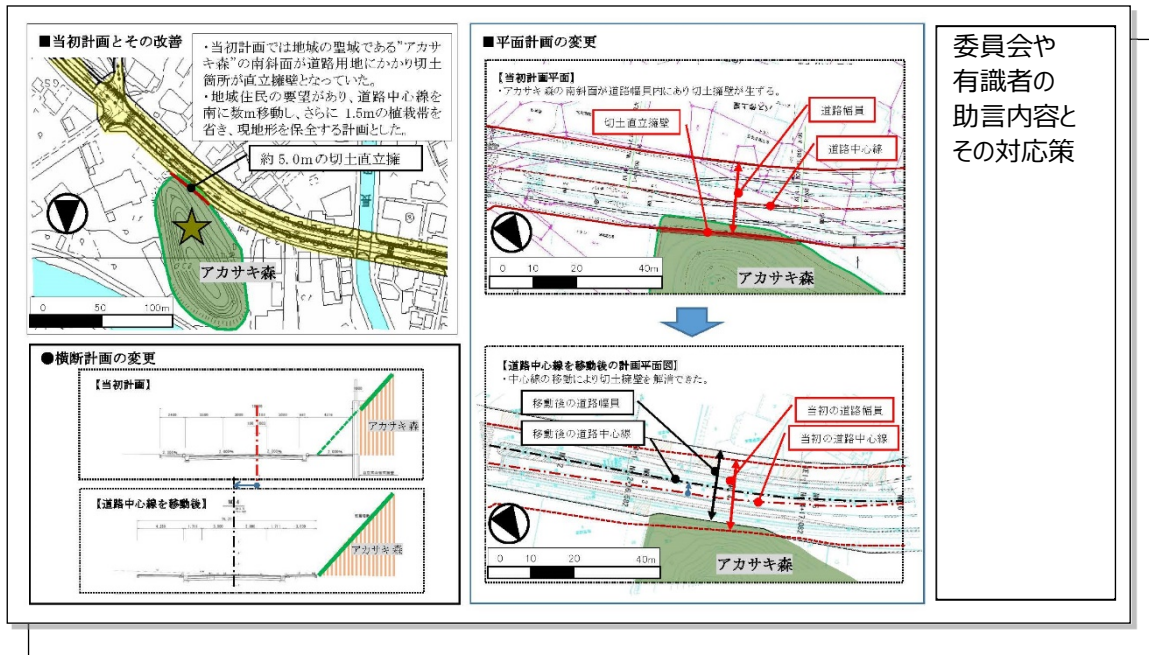 ■当初計画とその改善
・当初計画では地域の聖域である"アカサ
キ森"の南斜面が道路用地にかかり切土
箇所が直立擁壁となっていた。
・地域住民の要望があり、道路中心線を
南に数m移動し、さらに 1.5mの植栽帯を
省き、現地形を保全する計画とした。
約5.0mの切土直立擁
アカサキ森
0 50 100m
●横断計画の変更
【当初計画】
アカサキ森
【道路中心線を移動後】
アカサキ森
■平面計画の変更
【当初計画平面】
・アカサキ森の南斜面が道路幅員内にあり切土擁壁が生ずる。
切土直立擁壁
道路幅員
道路中心線
アカサキ森
0 10 20 40m
【道路中心線を移動後の計画平面図】
・中心線の移動により切土擁壁を解消できた。
移動後の道路幅員
移動後の道路中心線
当初の道路幅員
当初の道路中心線
アカサキ森
0 10 20 40m
委員会や
有識者の
助言内容と
その対応策